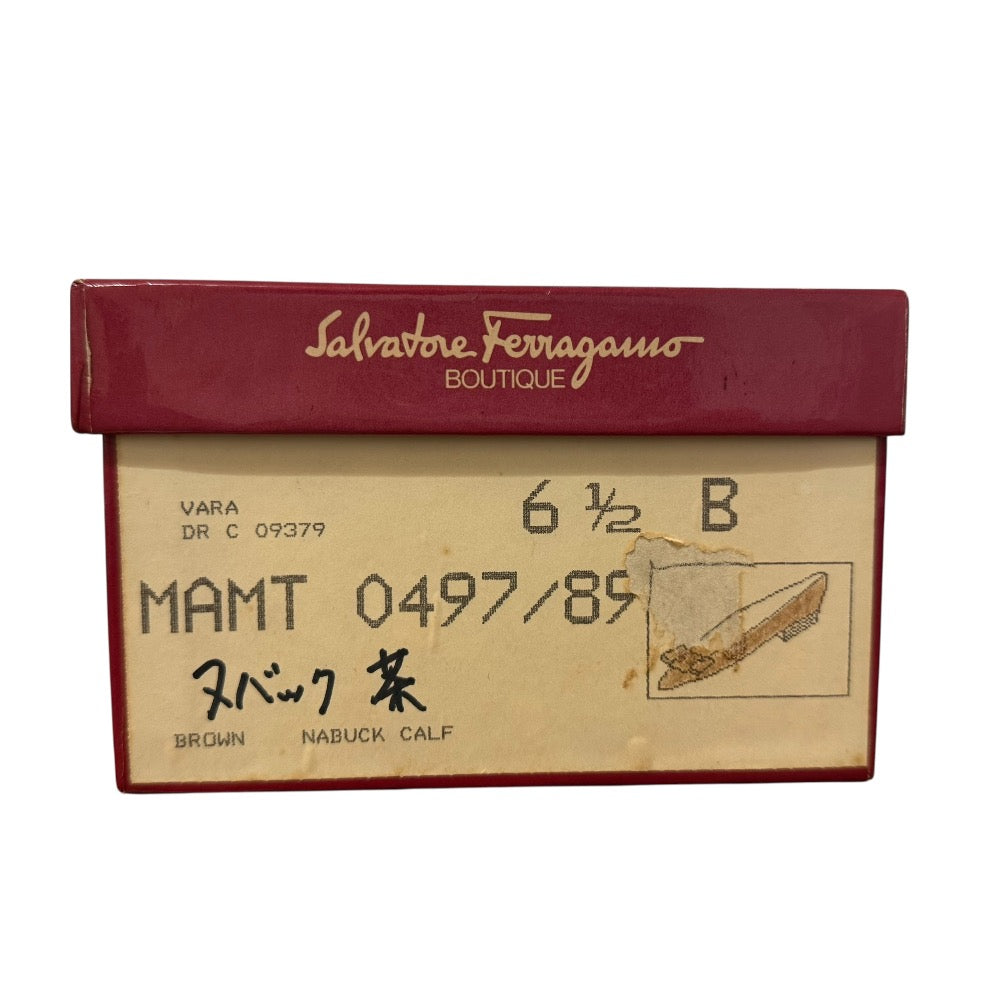 Salvatore Ferragamo
BOUTIQUE
VARA
6 ½ B
DR C 09379
MAMT 0497/89
ヌバック 茶
BROWN NABUCK CALF